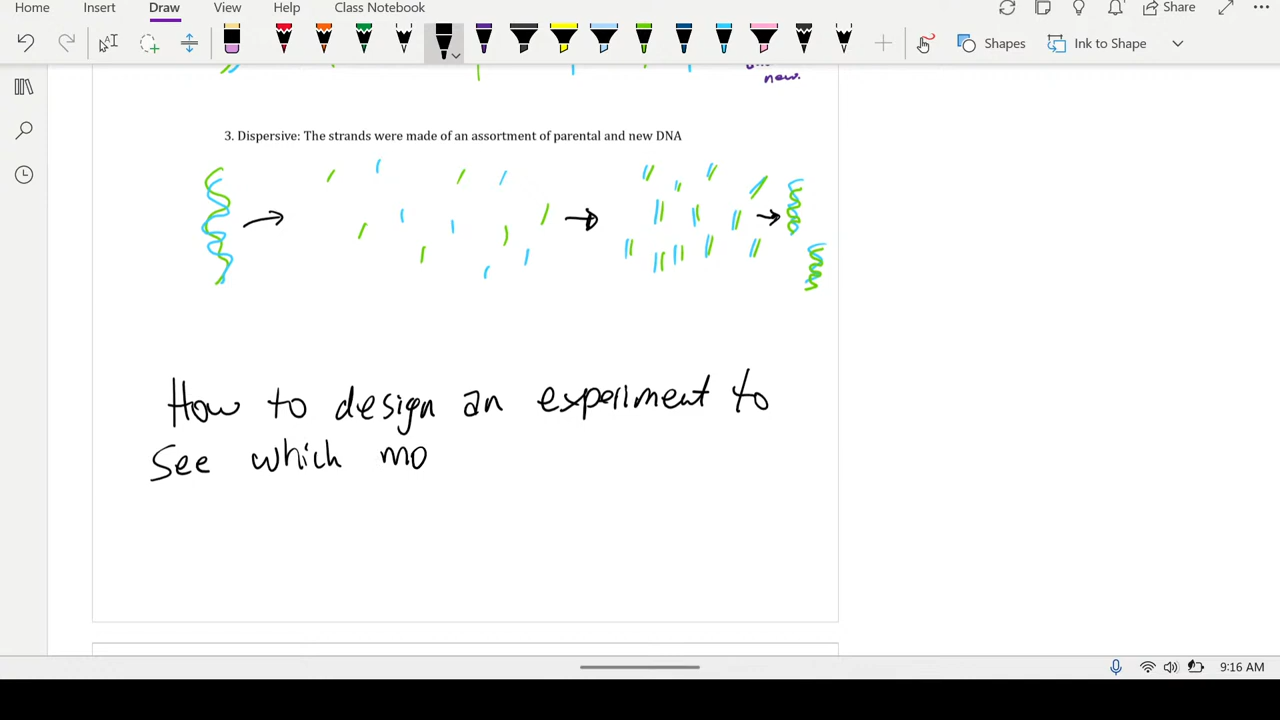 Home Insert Draw View Help Class Notebook Share
Shapes Ink to Shape
new.
3. Dispersive: The strands were made of an assortment of parental and new DNA
How to design an experiment to
see which mo
9:16 AM